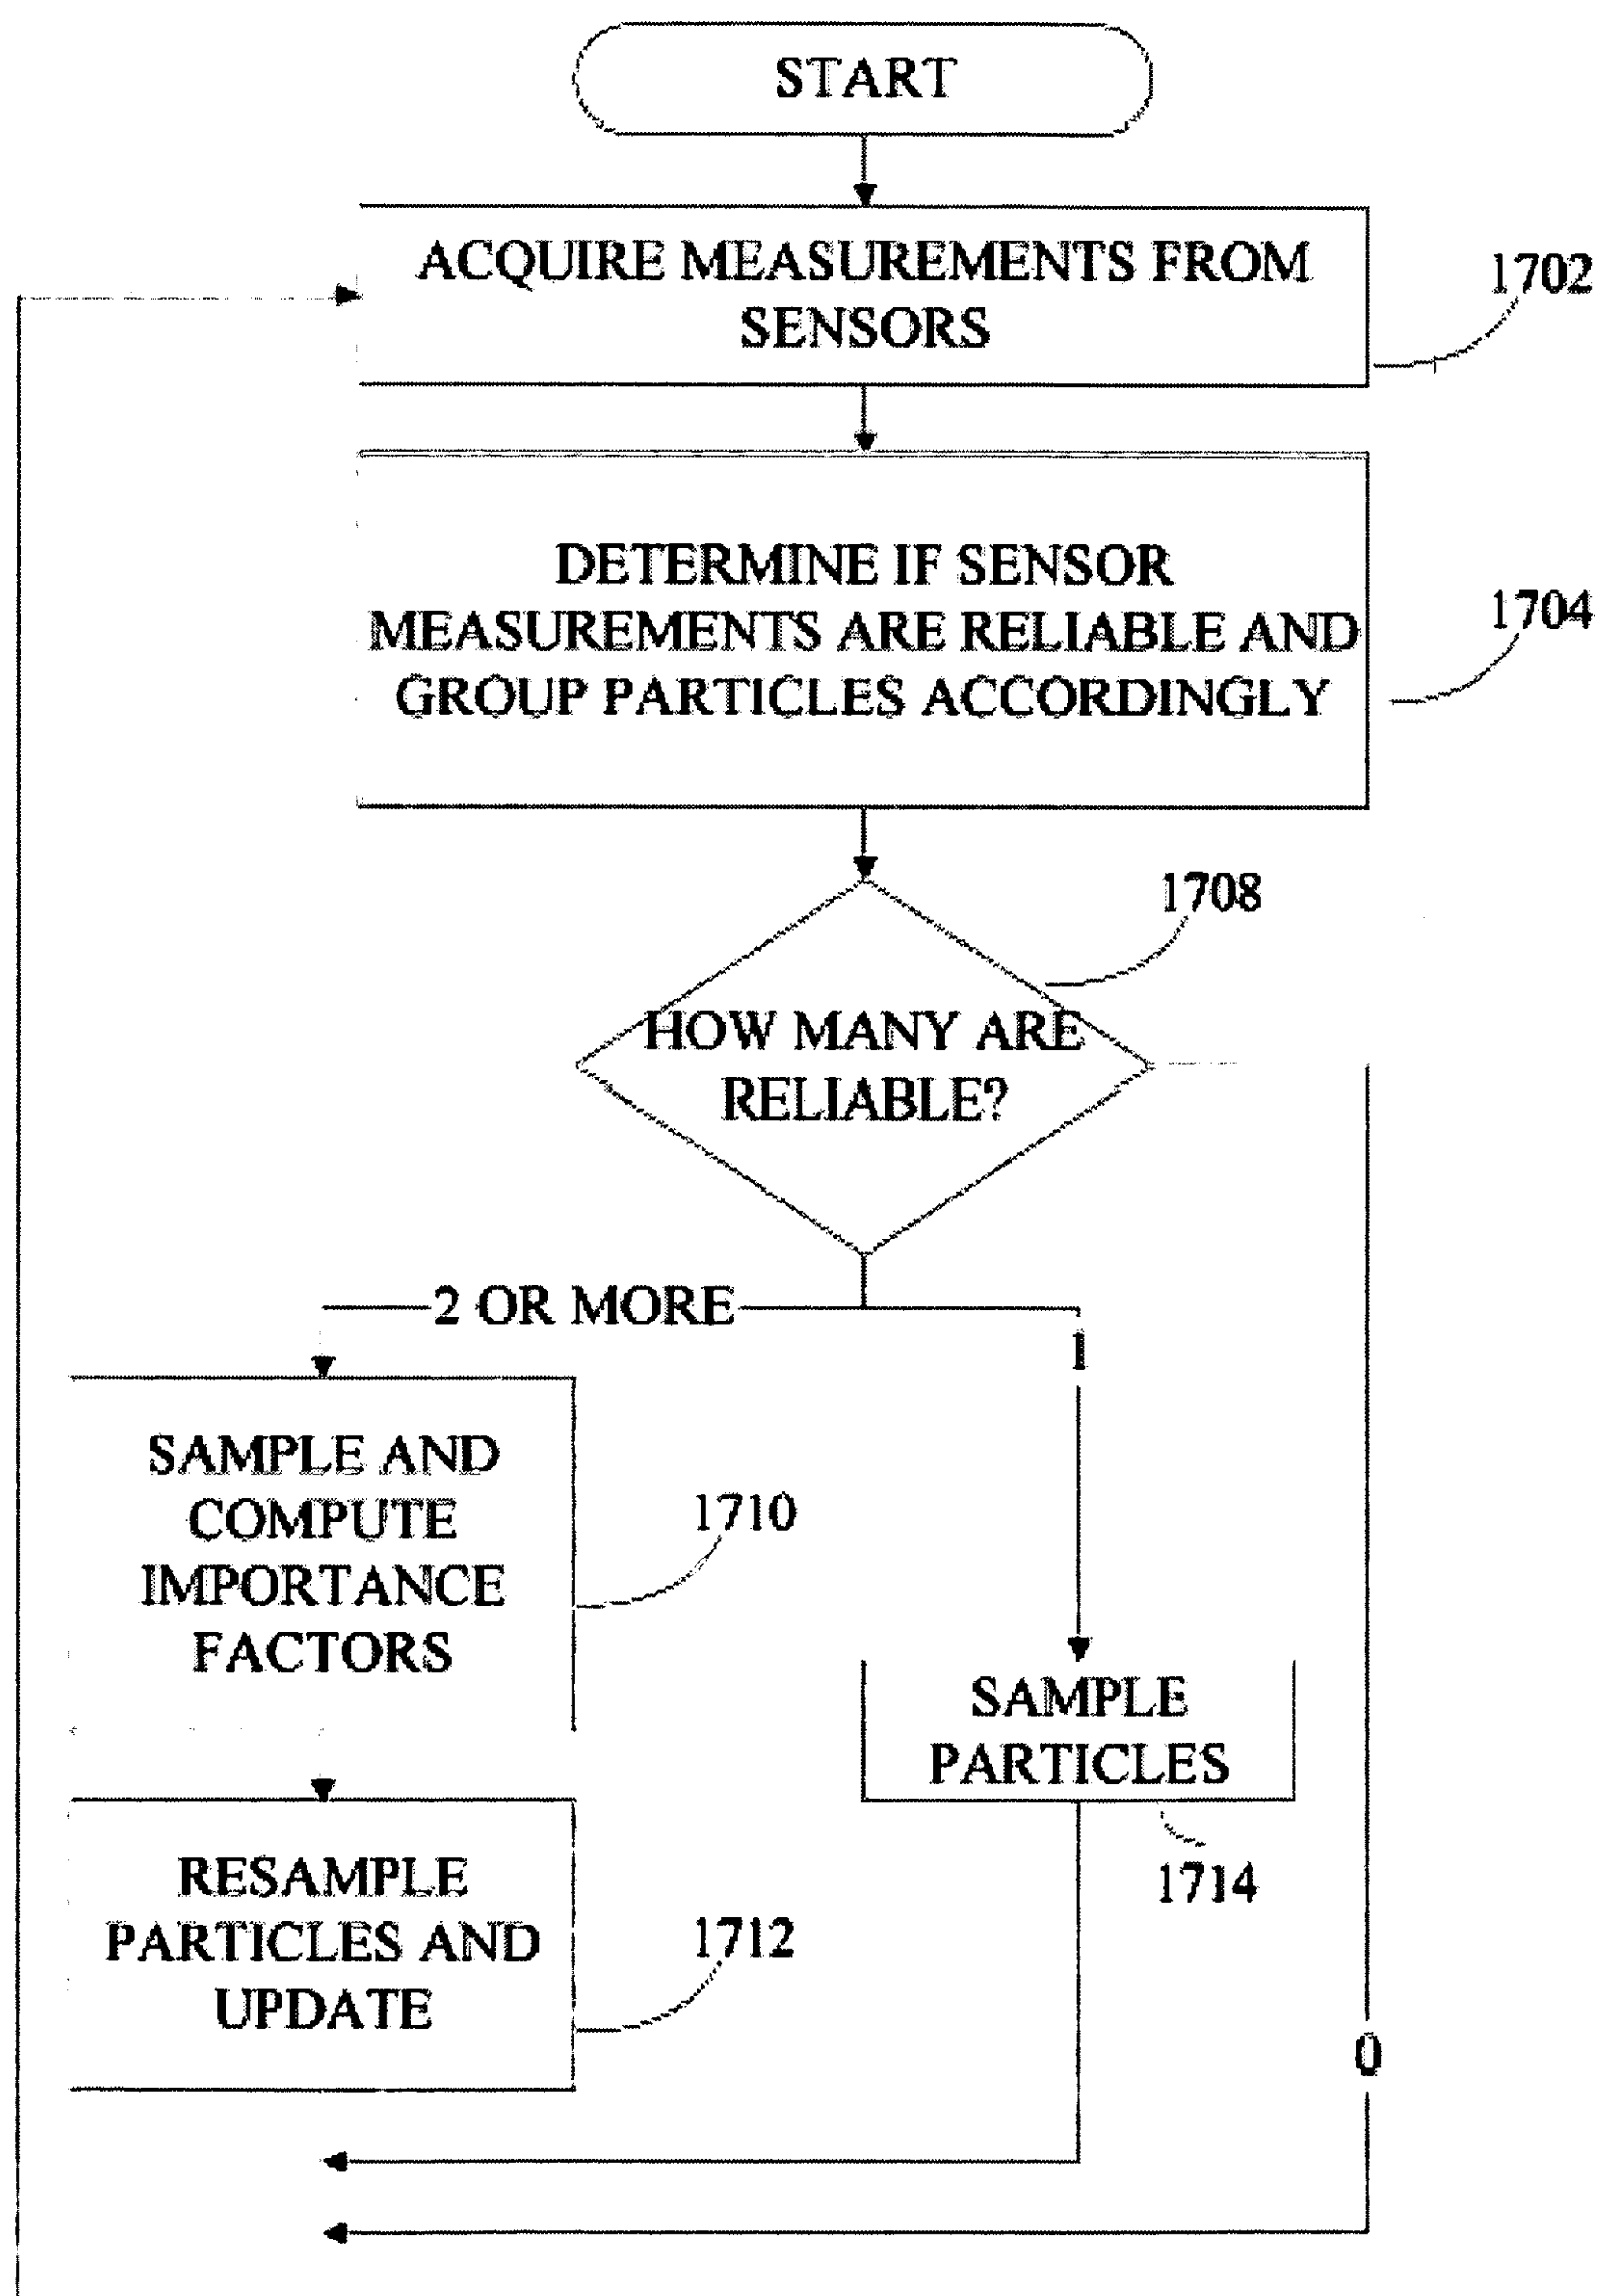 START
ACQUIRE MEASUREMENTS FROM
SENSORS
1702
DETERMINE IF SENSOR
MEASUREMENTS ARE RELIABLE AND
GROUP PARTICLES ACCORDINGLY
1704
1708
HOW MANY ARE
RELIABLE?
2 OR MORE
1
SAMPLE AND
COMPUTE
IMPORTANCE
FACTORS
1710
SAMPLE
PARTICLES
1714
RESAMPLE
PARTICLES AND
UPDATE
1712
0